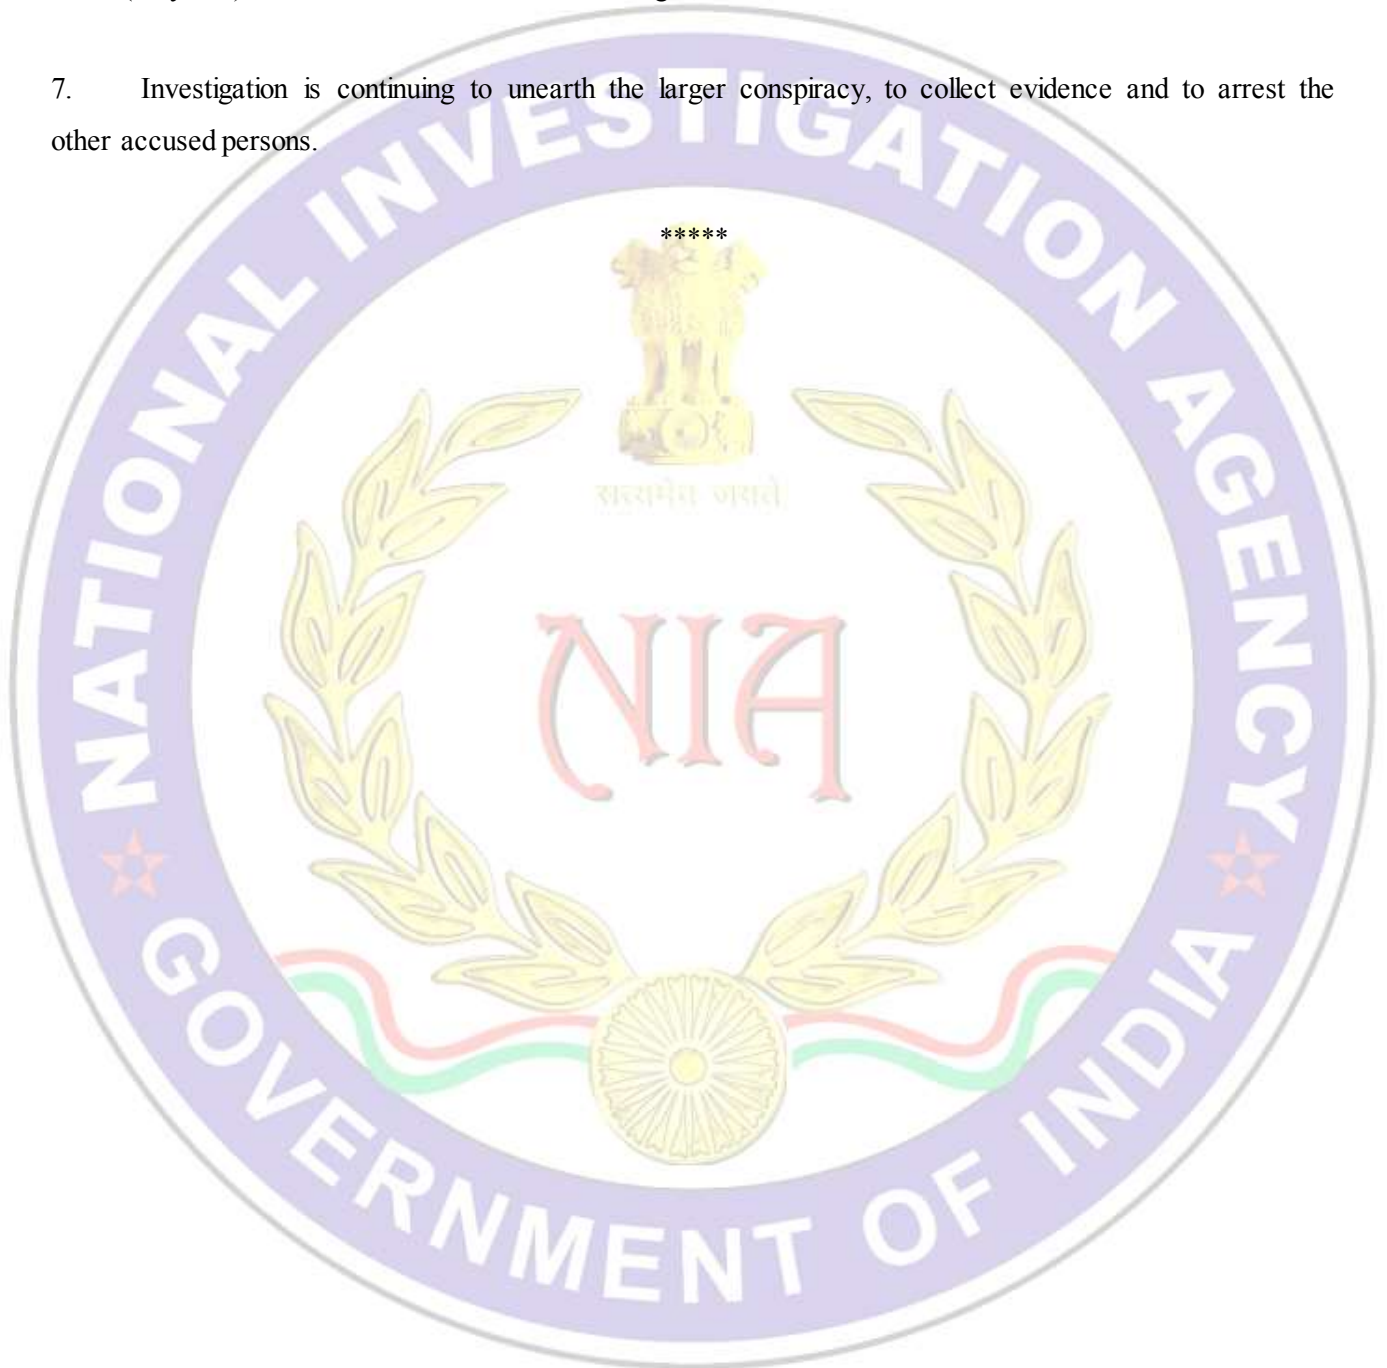 7. Investigation is continuing to unearth the larger conspiracy, to collect evidence and to arrest the
other accused persons.
*****
NATIONAL INVESTIGATION AGENCY
सत्यमेव जयते
NIA
GOVERNMENT OF INDIA